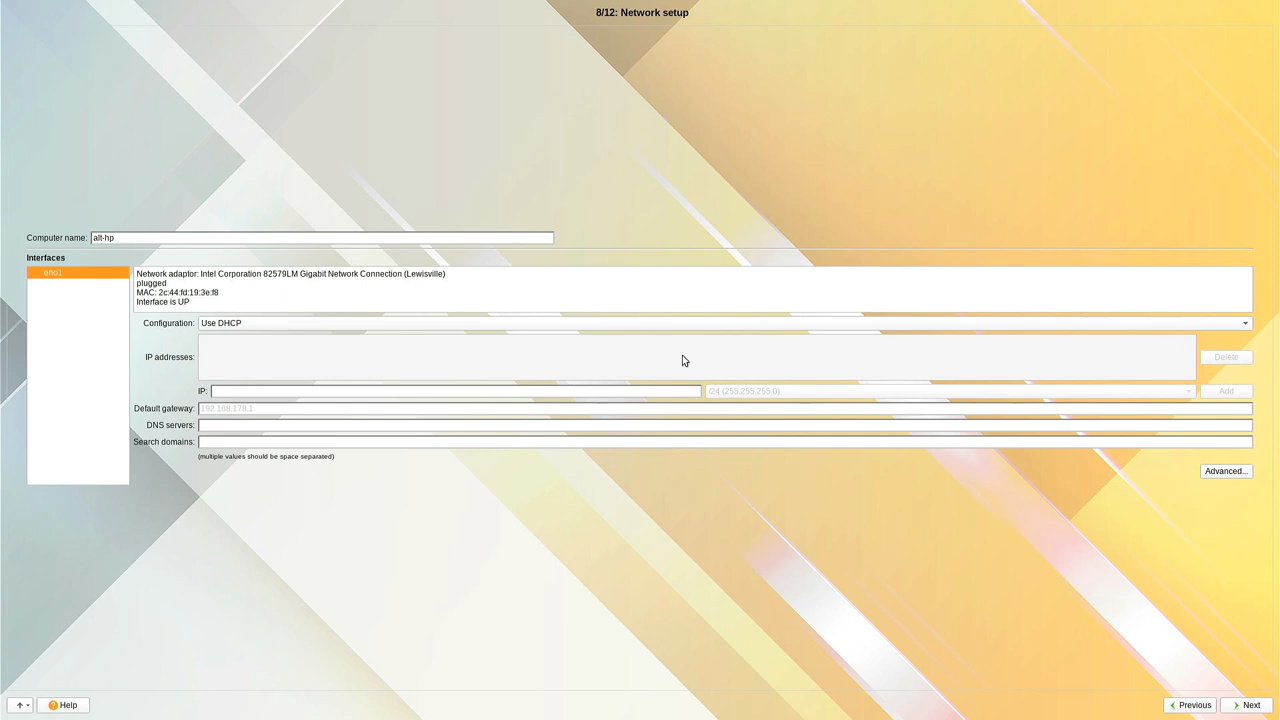 8/12: Network setup
Computer name: alt-hp
Interfaces
eno1
Network adaptor: Intel Corporation 82579LM Gigabit Network Connection (Lewisville)
plugged
MAC: 2c:44:fd:19:3e:f8
Interface is UP
Configuration: Use DHCP
IP addresses: Delete
IP: /24 (255.255.255.0) Add
Default gateway: 192.168.178.1
DNS servers:
Search domains:
(multiple values should be space separated)
Advanced...
Help Previous Next